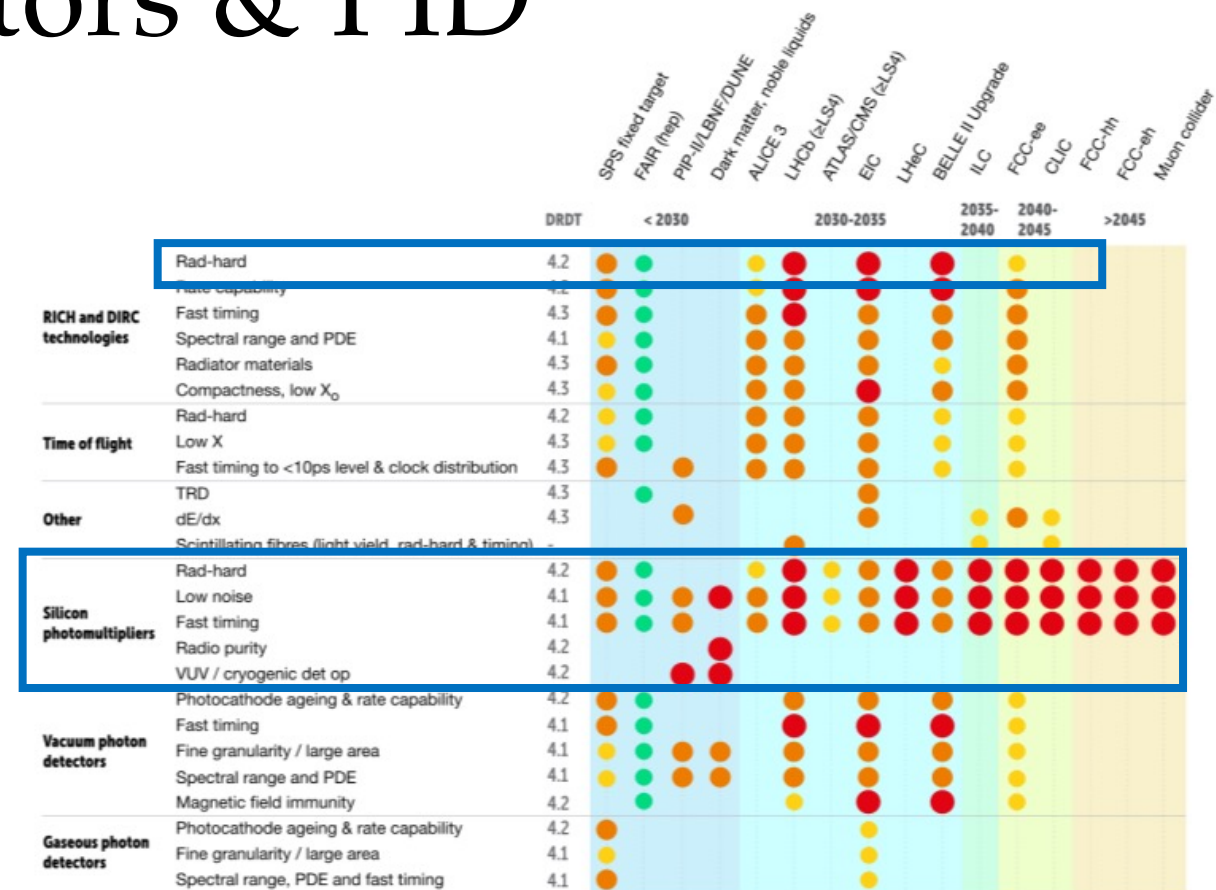 tors & PID
SPS fixed target
FAIR (hep)
PIP-II/LBNF/DUNE
Dark matter, noble liquids
ALICE 3
LHCb (≥LS4)
ATLAS/CMS (≥LS4)
EIC
LHeC
BELLE II Upgrade
ILC
FCC-ee
CLIC
FCC-hh
FCC-eh
Muon collider
DRDT < 2030 2030-2035 2035-2040 2040-2045 >2045
RICH and DIRC technologies
Rad-hard 4.2
Rate capability 4.2
Fast timing 4.3
Spectral range and PDE 4.1
Radiator materials 4.3
Compactness, low Xo 4.3
Time of flight
Rad-hard 4.2
Low X 4.3
Fast timing to <10ps level & clock distribution 4.3
Other
TRD 4.3
dE/dx 4.3
Scintillating fibres (light yield, rad-hard & timing) -
Silicon photomultipliers
Rad-hard 4.2
Low noise 4.1
Fast timing 4.1
Radio purity 4.2
VUV / cryogenic det op 4.2
Vacuum photon detectors
Photocathode ageing & rate capability 4.2
Fast timing 4.1
Fine granularity / large area 4.1
Spectral range and PDE 4.1
Magnetic field immunity 4.2
Gaseous photon detectors
Photocathode ageing & rate capability 4.2
Fine granularity / large area 4.1
Spectral range, PDE and fast timing 4.1